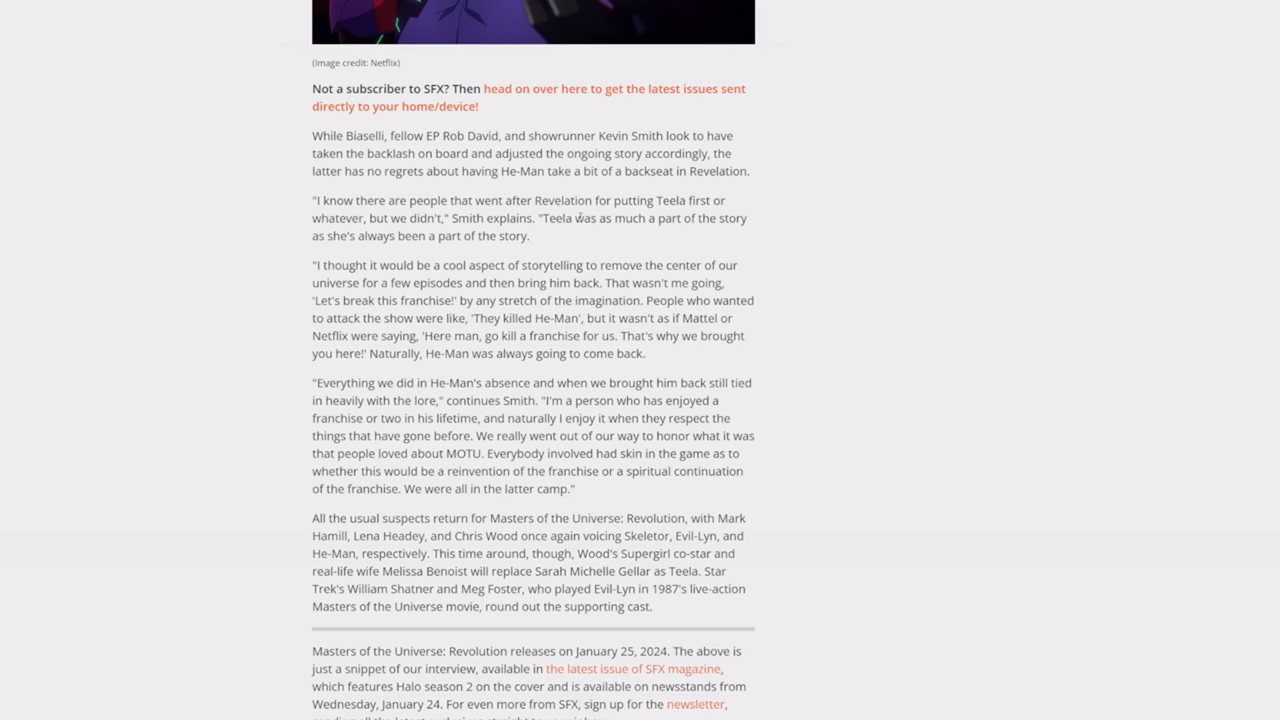 (Image credit: Netflix)
Not a subscriber to SFX? Then head on over here to get the latest issues sent
directly to your home/device!
While Biaselli, fellow EP Rob David, and showrunner Kevin Smith look to have
taken the backlash on board and adjusted the ongoing story accordingly, the
latter has no regrets about having He-Man take a bit of a backseat in Revelation.
"I know there are people that went after Revelation for putting Teela first or
whatever, but we didn't," Smith explains. "Teela was as much a part of the story
as she's always been a part of the story.
"I thought it would be a cool aspect of storytelling to remove the center of our
universe for a few episodes and then bring him back. That wasn't me going,
'Let's break this franchise!' by any stretch of the imagination. People who wanted
to attack the show were like, 'They killed He-Man', but it wasn't as if Mattel or
Netflix were saying, 'Here man, go kill a franchise for us. That's why we brought
you here!' Naturally, He-Man was always going to come back.
"Everything we did in He-Man's absence and when we brought him back still tied
in heavily with the lore," continues Smith. "I'm a person who has enjoyed a
franchise or two in his lifetime, and naturally I enjoy it when they respect the
things that have gone before. We really went out of our way to honor what it was
that people loved about MOTU. Everybody involved had skin in the game as to
whether this would be a reinvention of the franchise or a spiritual continuation
of the franchise. We were all in the latter camp."
All the usual suspects return for Masters of the Universe: Revolution, with Mark
Hamill, Lena Headey, and Chris Wood once again voicing Skeletor, Evil-Lyn, and
He-Man, respectively. This time around, though, Wood's Supergirl co-star and
real-life wife Melissa Benoist will replace Sarah Michelle Gellar as Teela. Star
Trek's William Shatner and Meg Foster, who played Evil-Lyn in 1987's live-action
Masters of the Universe movie, round out the supporting cast.
Masters of the Universe: Revolution releases on January 25, 2024. The above is
just a snippet of our interview, available in the latest issue of SFX magazine,
which features Halo season 2 on the cover and is available on newsstands from
Wednesday, January 24. For even more from SFX, sign up for the newsletter,